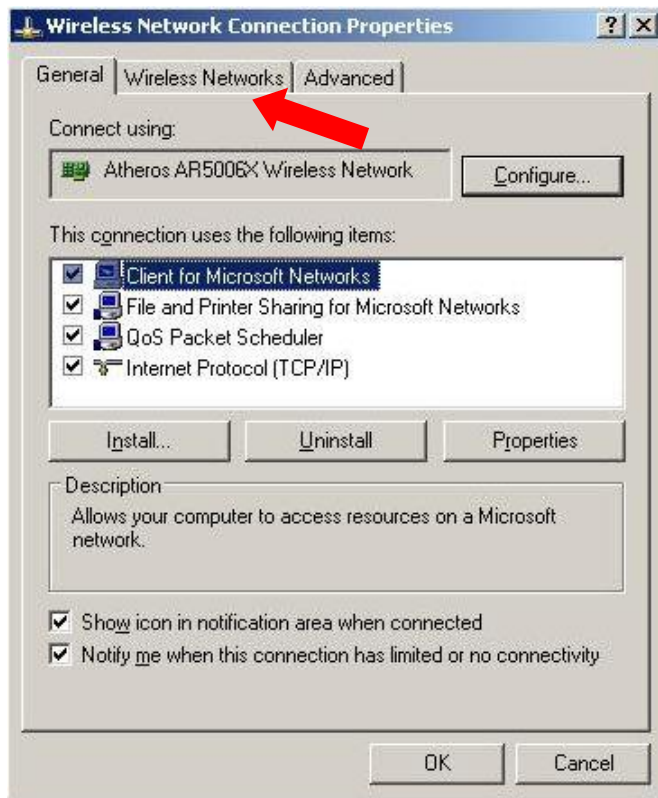 Wireless Network Connection Properties
General Wireless Networks Advanced
Connect using:
Atheros AR5006X Wireless Network Configure...
This connection uses the following items:
Client for Microsoft Networks
File and Printer Sharing for Microsoft Networks
QoS Packet Scheduler
Internet Protocol (TCP/IP)
Install... Uninstall Properties
Description
Allows your computer to access resources on a Microsoft
network.
Show icon in notification area when connected
Notify me when this connection has limited or no connectivity
OK Cancel